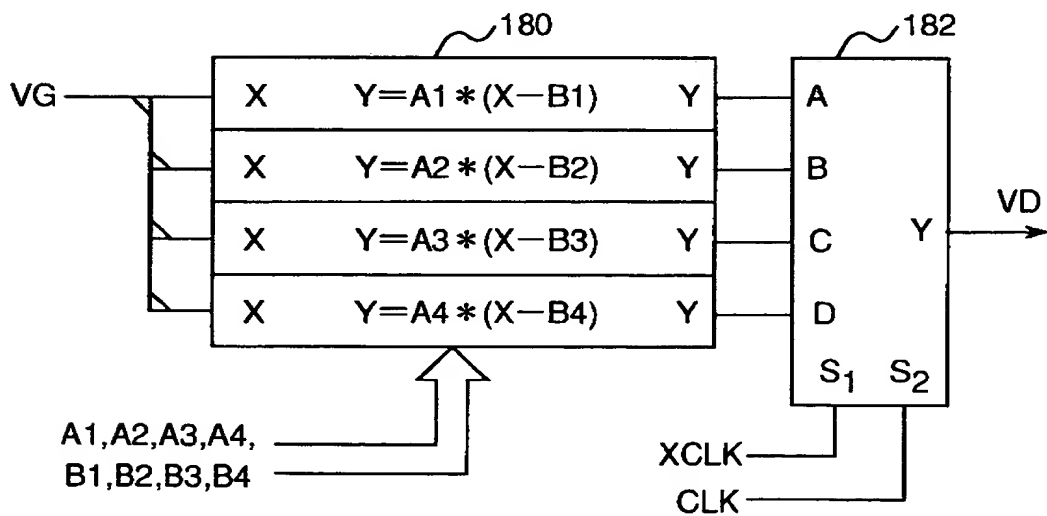 180
182
VG
X Y=A1*(X−B1) Y
X Y=A2*(X−B2) Y
X Y=A3*(X−B3) Y
X Y=A4*(X−B4) Y
A
B
C
D
Y
VD
S1 S2
A1,A2,A3,A4,
B1,B2,B3,B4
XCLK
CLK